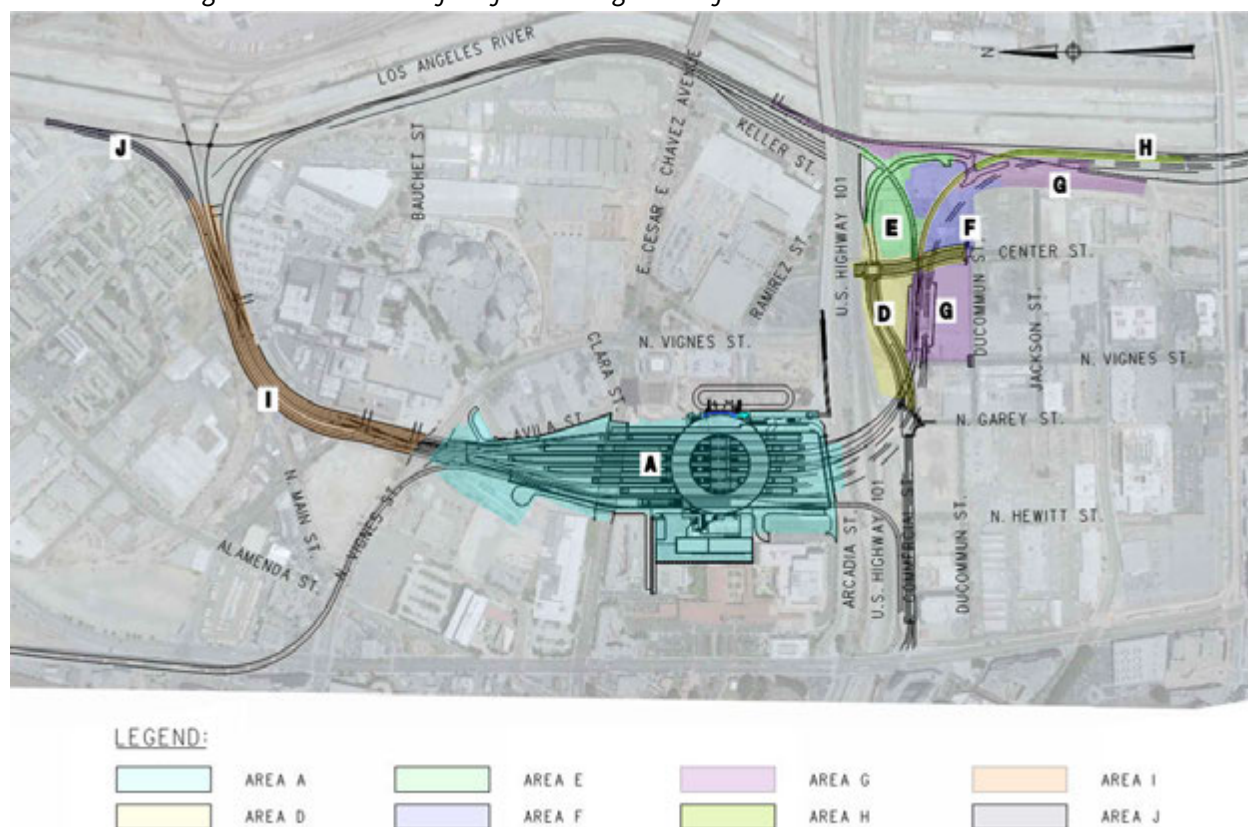 LOS ANGELES RIVER
N
J
BAUCHET ST
E. CESAR E CHAVEZ AVENUE
KELLER ST.
H
G
RAMIREZ ST.
U.S. HIGHWAY 101
E
F
CENTER ST.
D
G
DUCOMMUN ST.
JACKSON ST.
N. VIGNES ST.
N. VIGNES ST.
CLARA ST.
I
AVILA ST.
N. GAREY ST.
A
N. MAIN ST.
N. VIGNES ST.
ALAMENDA ST.
ARCADIA ST.
U.S. HIGHWAY 101
COMMERCIAL ST.
DUCOMMUN ST.
N. HEWITT ST.
LEGEND:
AREA A
AREA E
AREA G
AREA I
AREA D
AREA F
AREA H
AREA J